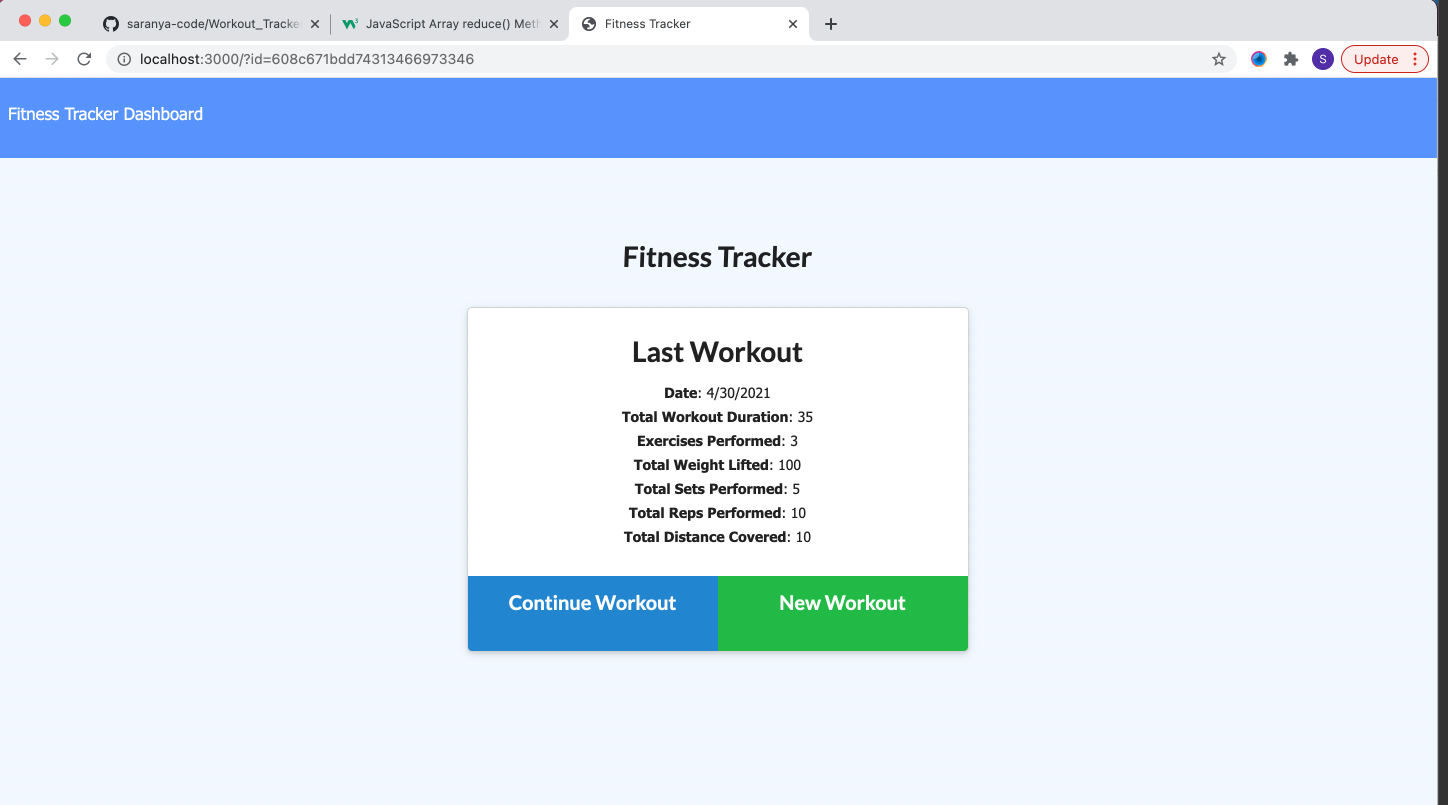 saranya-code/Workout_Tracke
JavaScript Array reduce() Meth
Fitness Tracker
localhost:3000/?id=608c671bdd74313466973346
S
Update
Fitness Tracker Dashboard
Fitness Tracker
Last Workout
Date: 4/30/2021
Total Workout Duration: 35
Exercises Performed: 3
Total Weight Lifted: 100
Total Sets Performed: 5
Total Reps Performed: 10
Total Distance Covered: 10
Continue Workout
New Workout